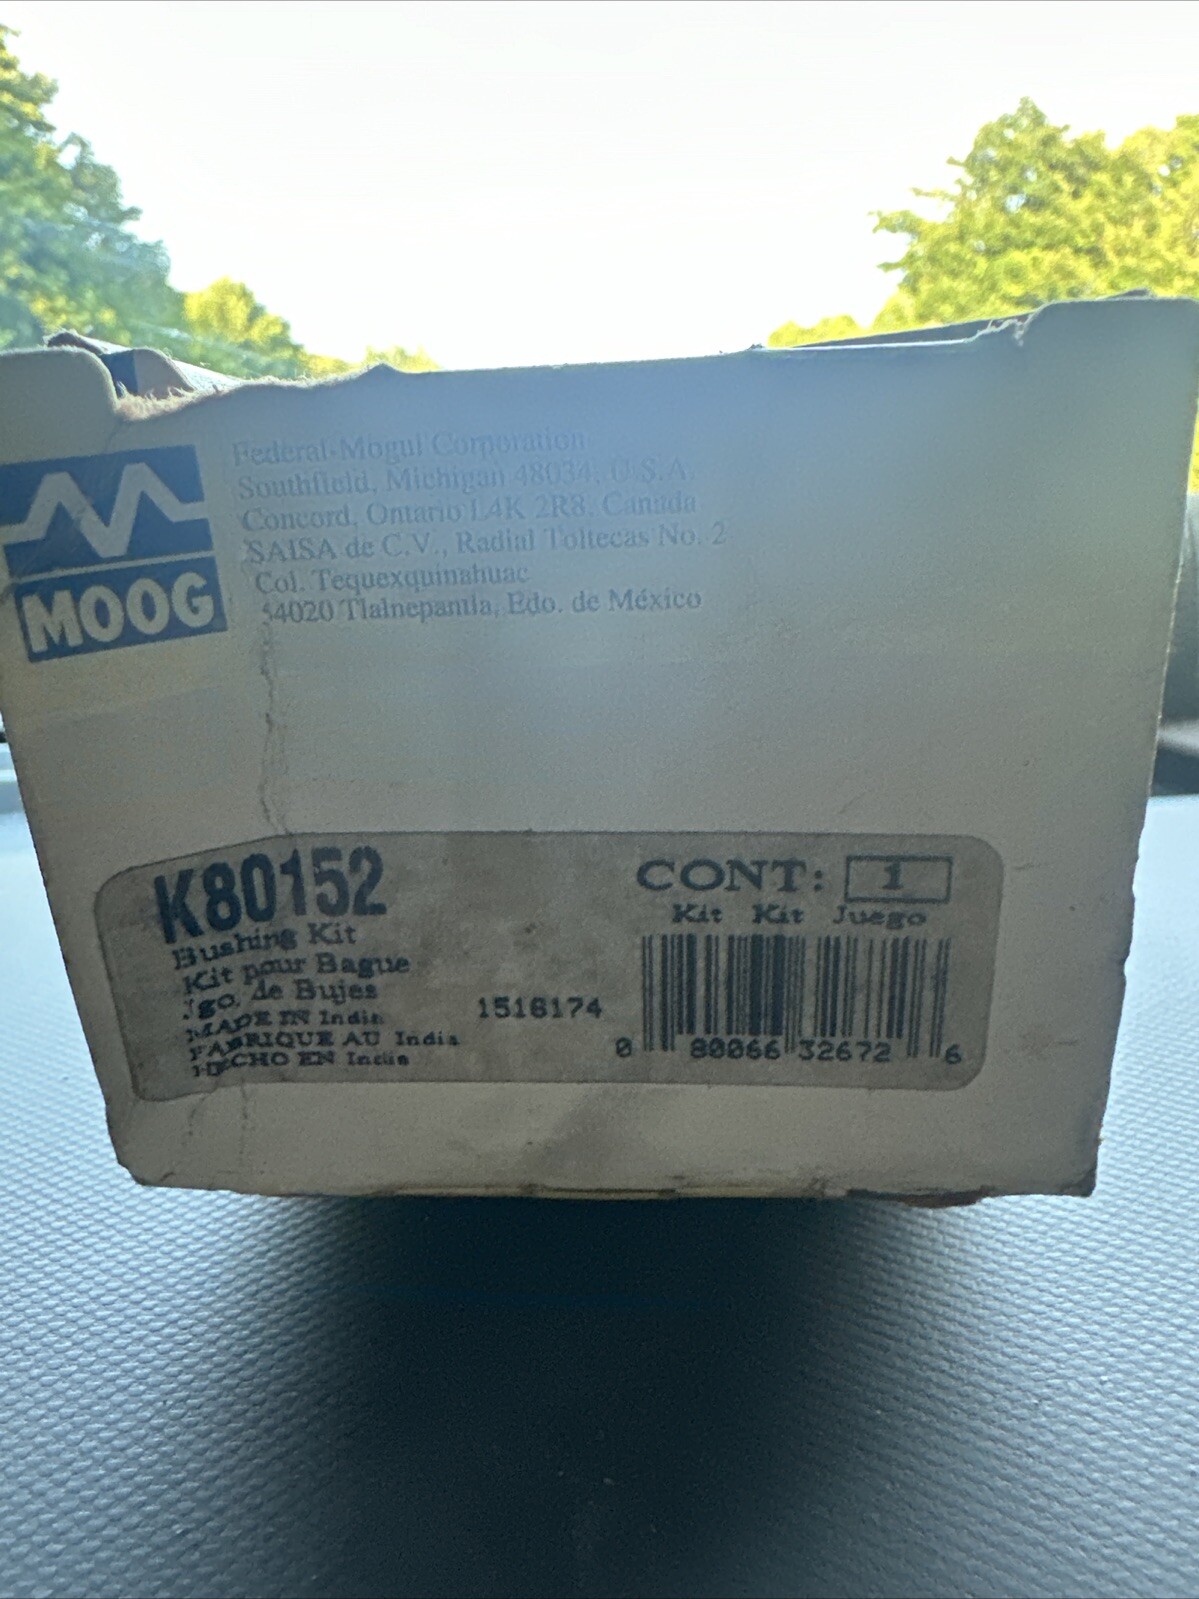 MOOG
Federal-Mogul Corporation
Southfield, Michigan 48034, U.S.A.
Concord, Ontario L4K 2R8, Canada
SAISA de C.V., Radial Toltecas No. 2
Col. Tequexquinahuac
54020 Tlalnepantla, Edo. de México
K80152
Bushing Kit
Kit pour Bague
Jgo. de Bujes
MADE IN India
FABRIQUE AU India
HECHO EN India
1516174
CONT: 1
Kit Kit Juego
0 80066 32672 6